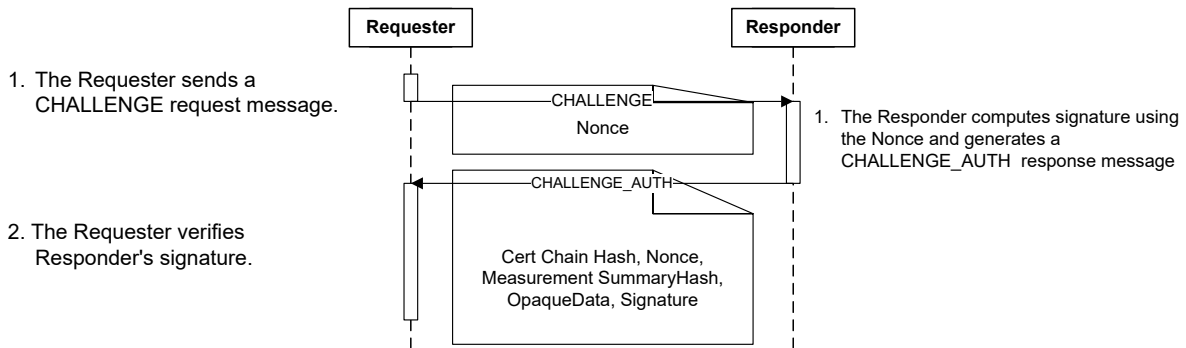 Requester
Responder
1. The Requester sends a
CHALLENGE request message.
CHALLENGE
Nonce
1. The Responder computes signature using
the Nonce and generates a
CHALLENGE_AUTH response message
CHALLENGE_AUTH
2. The Requester verifies
Responder's signature.
Cert Chain Hash, Nonce,
Measurement SummaryHash,
OpaqueData, Signature